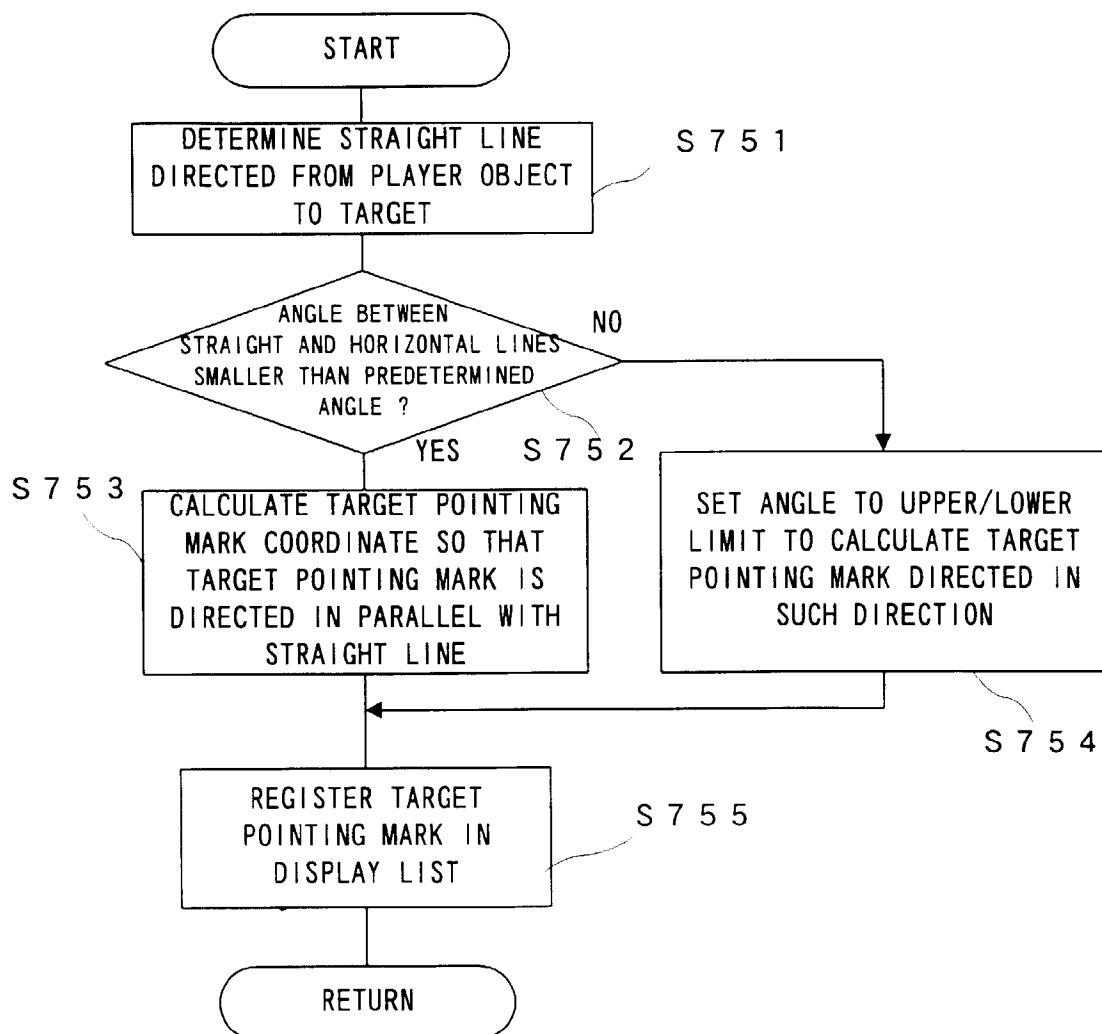 START
DETERMINE STRAIGHT LINE
DIRECTED FROM PLAYER OBJECT
TO TARGET
S751
ANGLE BETWEEN
STRAIGHT AND HORIZONTAL LINES
SMALLER THAN PREDETERMINED
ANGLE ?
NO
YES
S752
S753
CALCULATE TARGET POINTING
MARK COORDINATE SO THAT
TARGET POINTING MARK IS
DIRECTED IN PARALLEL WITH
STRAIGHT LINE
SET ANGLE TO UPPER/LOWER
LIMIT TO CALCULATE TARGET
POINTING MARK DIRECTED IN
SUCH DIRECTION
S754
REGISTER TARGET
POINTING MARK IN
DISPLAY LIST
S755
RETURN